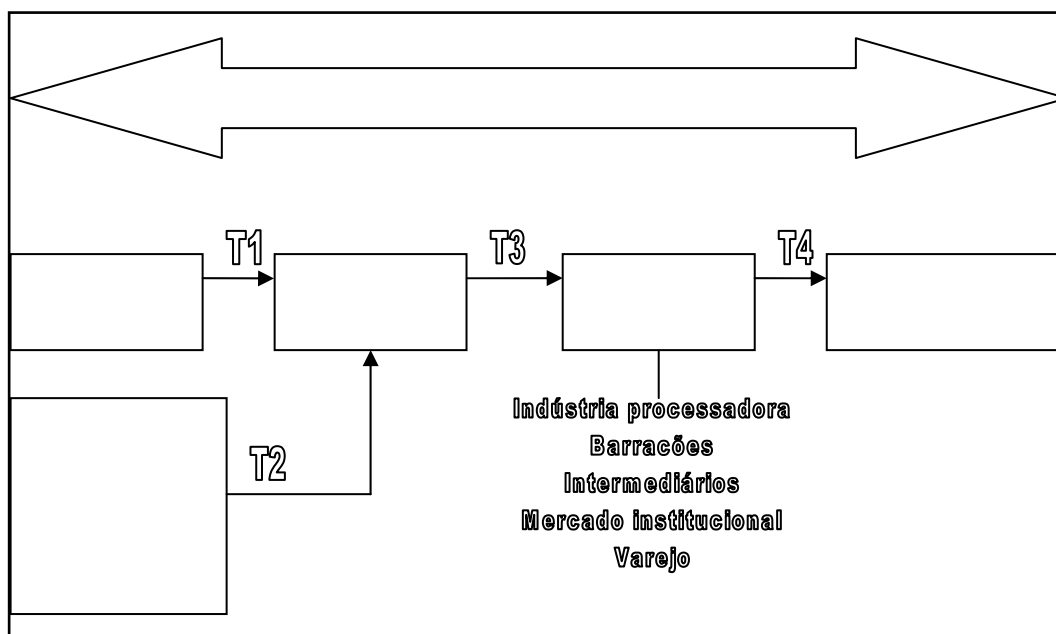 T1
T3
T4
T2
Indústria processadora
Barracões
Intermediários
Mercado institucional
Varejo